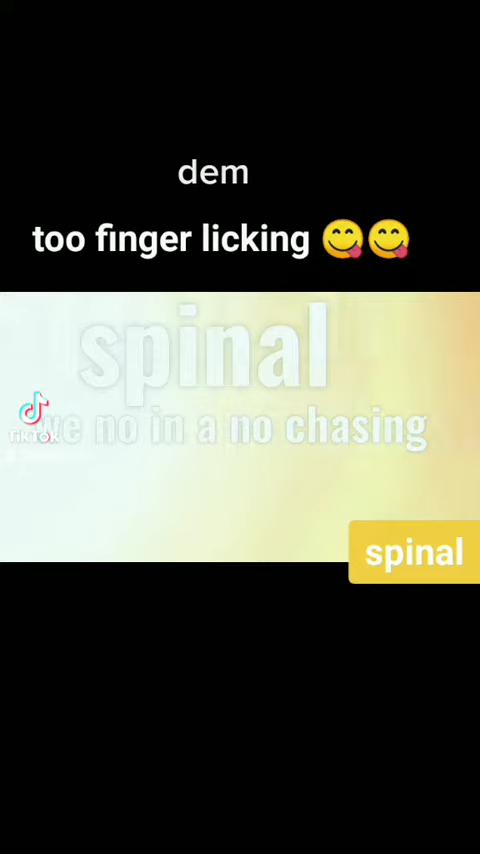 dem
too finger licking 😋😋
spinal
we no in a no chasing
TikTok
spinal